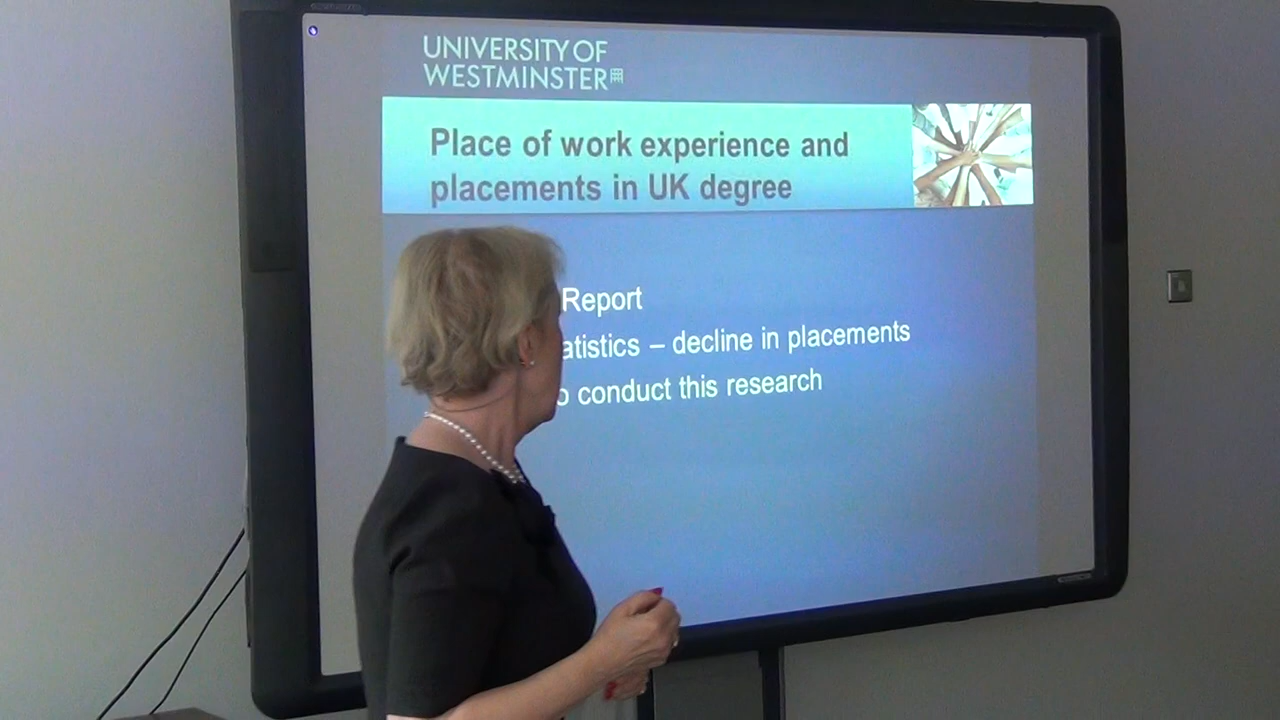 UNIVERSITY OF
WESTMINSTER
Place of work experience and
placements in UK degree
Report
atistics – decline in placements
o conduct this research